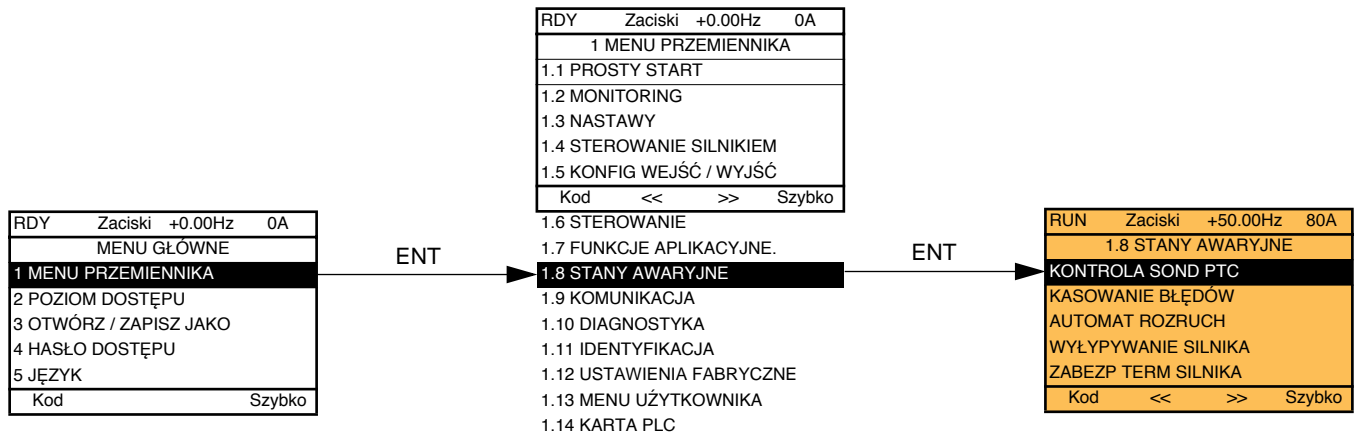 RDY Zaciski +0.00Hz 0A
MENU GŁÓWNE
1 MENU PRZEMIENNIKA
2 POZIOM DOSTĘPU
3 OTWÓRZ / ZAPISZ JAKO
4 HASŁO DOSTĘPU
5 JĘZYK
Kod Szybko
ENT
RDY Zaciski +0.00Hz 0A
1 MENU PRZEMIENNIKA
1.1 PROSTY START
1.2 MONITORING
1.3 NASTAWY
1.4 STEROWANIE SILNIKIEM
1.5 KONFIG WEJŚĆ / WYJŚĆ
Kod << >> Szybko
1.6 STEROWANIE
1.7 FUNKCJE APLIKACYJNE.
1.8 STANY AWARYJNE
1.9 KOMUNIKACJA
1.10 DIAGNOSTYKA
1.11 IDENTYFIKACJA
1.12 USTAWIENIA FABRYCZNE
1.13 MENU UŻYTKOWNIKA
1.14 KARTA PLC
ENT
RUN Zaciski +50.00Hz 80A
1.8 STANY AWARYJNE
KONTROLA SOND PTC
KASOWANIE BŁĘDÓW
AUTOMAT ROZRUCH
WYŁYPYWANIE SILNIKA
ZABEZP TERM SILNIKA
Kod << >> Szybko